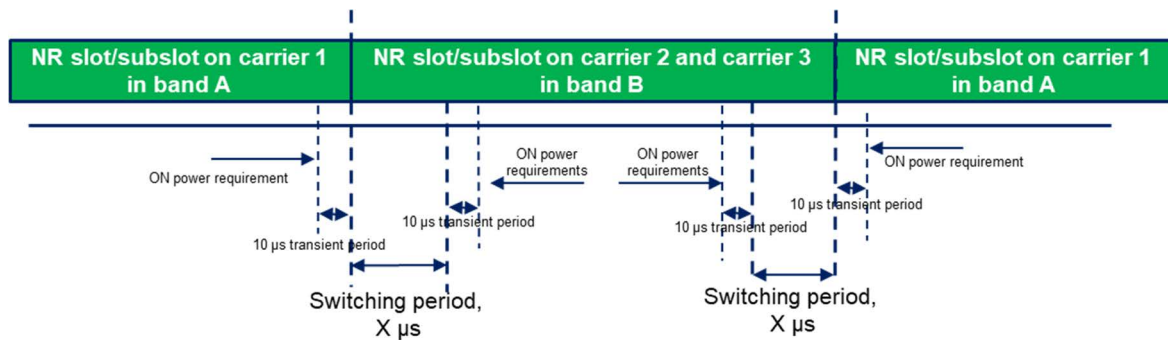 NR slot/subslot on carrier 1
in band A
NR slot/subslot on carrier 2 and carrier 3
in band B
NR slot/subslot on carrier 1
in band A
ON power requirement
ON power
requirements
ON power
requirements
ON power requirement
10 µs transient period
10 µs transient period
10 µs transient period
10 µs transient period
Switching period,
X µs
Switching period,
X µs